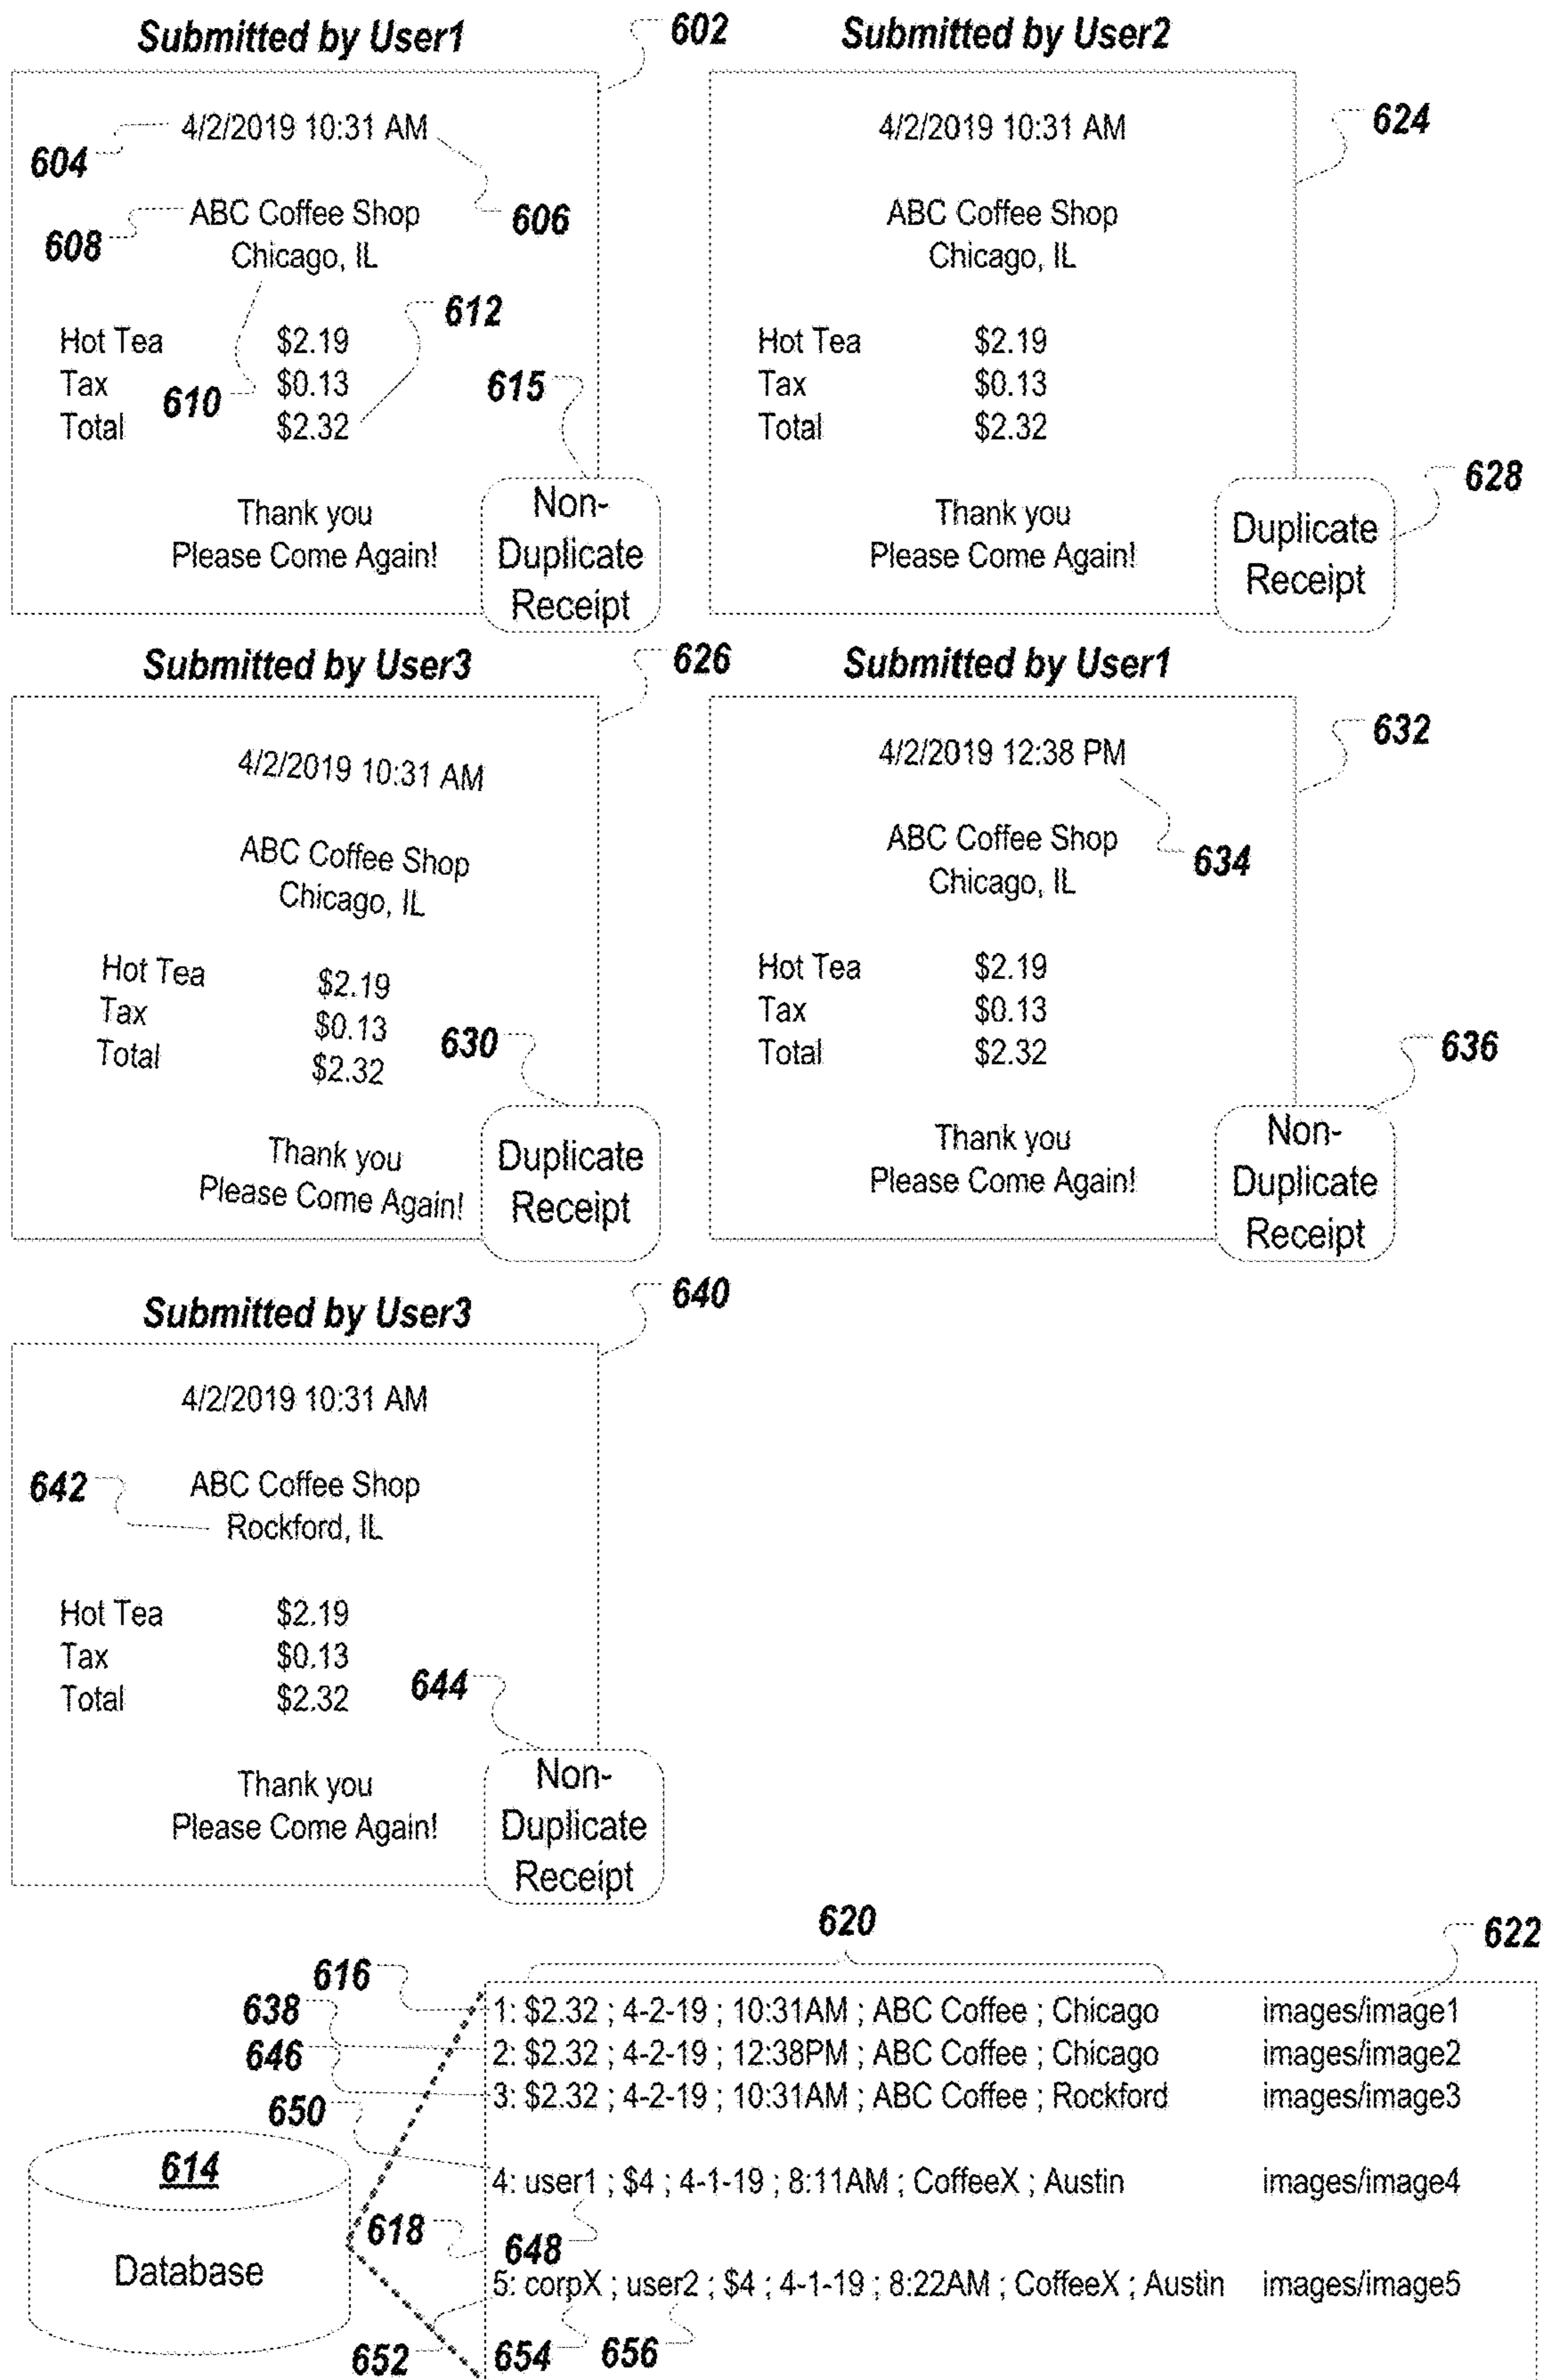 Submitted by User1
602
4/2/2019 10:31 AM
604
606
ABC Coffee Shop
608
Chicago, IL
612
Hot Tea $2.19
Tax $0.13
610
615
Total $2.32
Thank you
Please Come Again!
Non-
Duplicate
Receipt
Submitted by User2
624
4/2/2019 10:31 AM
ABC Coffee Shop
Chicago, IL
Hot Tea $2.19
Tax $0.13
Total $2.32
628
Thank you
Please Come Again!
Duplicate
Receipt
Submitted by User3
626
4/2/2019 10:31 AM
ABC Coffee Shop
Chicago, IL
Hot Tea $2.19
Tax $0.13
Total $2.32
630
Thank you
Please Come Again!
Duplicate
Receipt
Submitted by User1
632
4/2/2019 12:38 PM
ABC Coffee Shop
634
Chicago, IL
Hot Tea $2.19
Tax $0.13
Total $2.32
636
Thank you
Please Come Again!
Non-
Duplicate
Receipt
Submitted by User3
640
4/2/2019 10:31 AM
642
ABC Coffee Shop
Rockford, IL
Hot Tea $2.19
Tax $0.13
Total $2.32
644
Thank you
Please Come Again!
Non-
Duplicate
Receipt
620
622
616
1: $2.32 ; 4-2-19 ; 10:31AM ; ABC Coffee ; Chicago images/image1
638
646
2: $2.32 ; 4-2-19 ; 12:38PM ; ABC Coffee ; Chicago images/image2
3: $2.32 ; 4-2-19 ; 10:31AM ; ABC Coffee ; Rockford images/image3
650
614
4: user1 ; $4 ; 4-1-19 ; 8:11AM ; CoffeeX ; Austin images/image4
618
648
Database
5: corpX ; user2 ; $4 ; 4-1-19 ; 8:22AM ; CoffeeX ; Austin images/image5
652
654
656